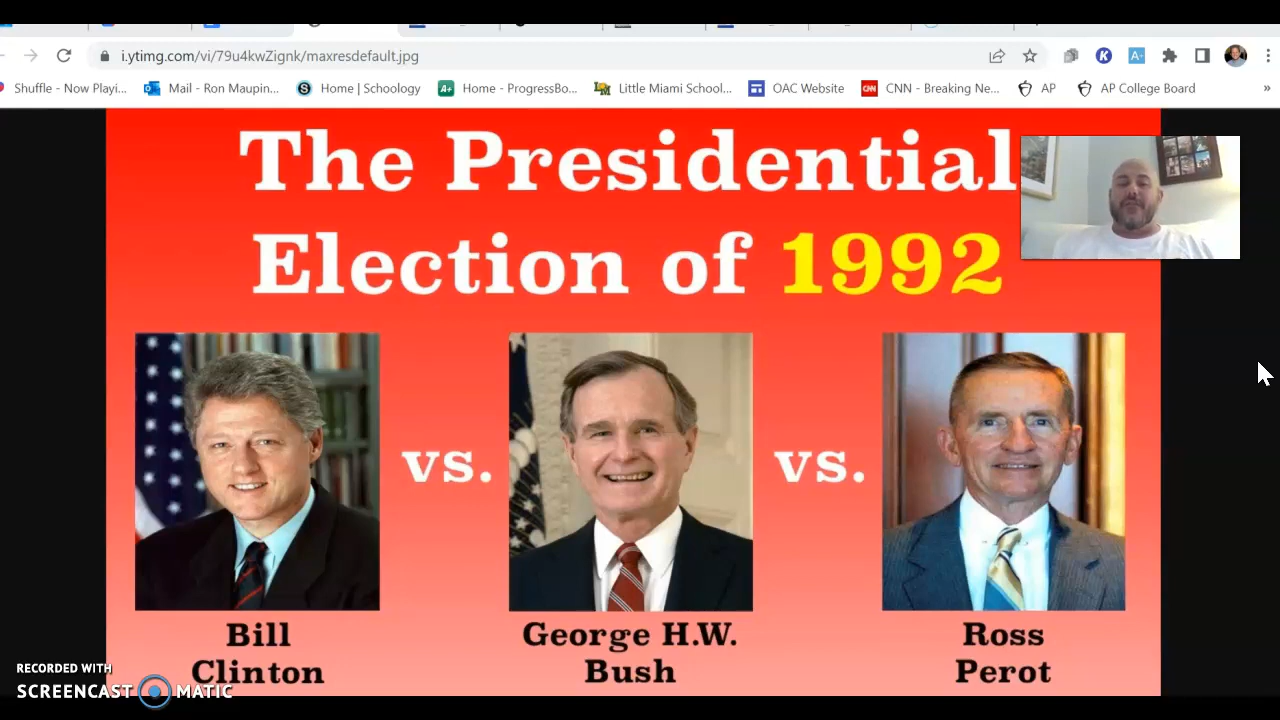 i.ytimg.com/vi/79u4kwZignk/maxresdefault.jpg
Shuffle - Now Playi... Mail - Ron Maupin... Home | Schoology Home - ProgressBo... Little Miami School... OAC Website CNN - Breaking Ne... AP AP College Board »
The Presidential
Election of 1992
vs. vs.
Bill George H.W. Ross
Clinton Bush Perot
RECORDED WITH
SCREENCAST MATIC